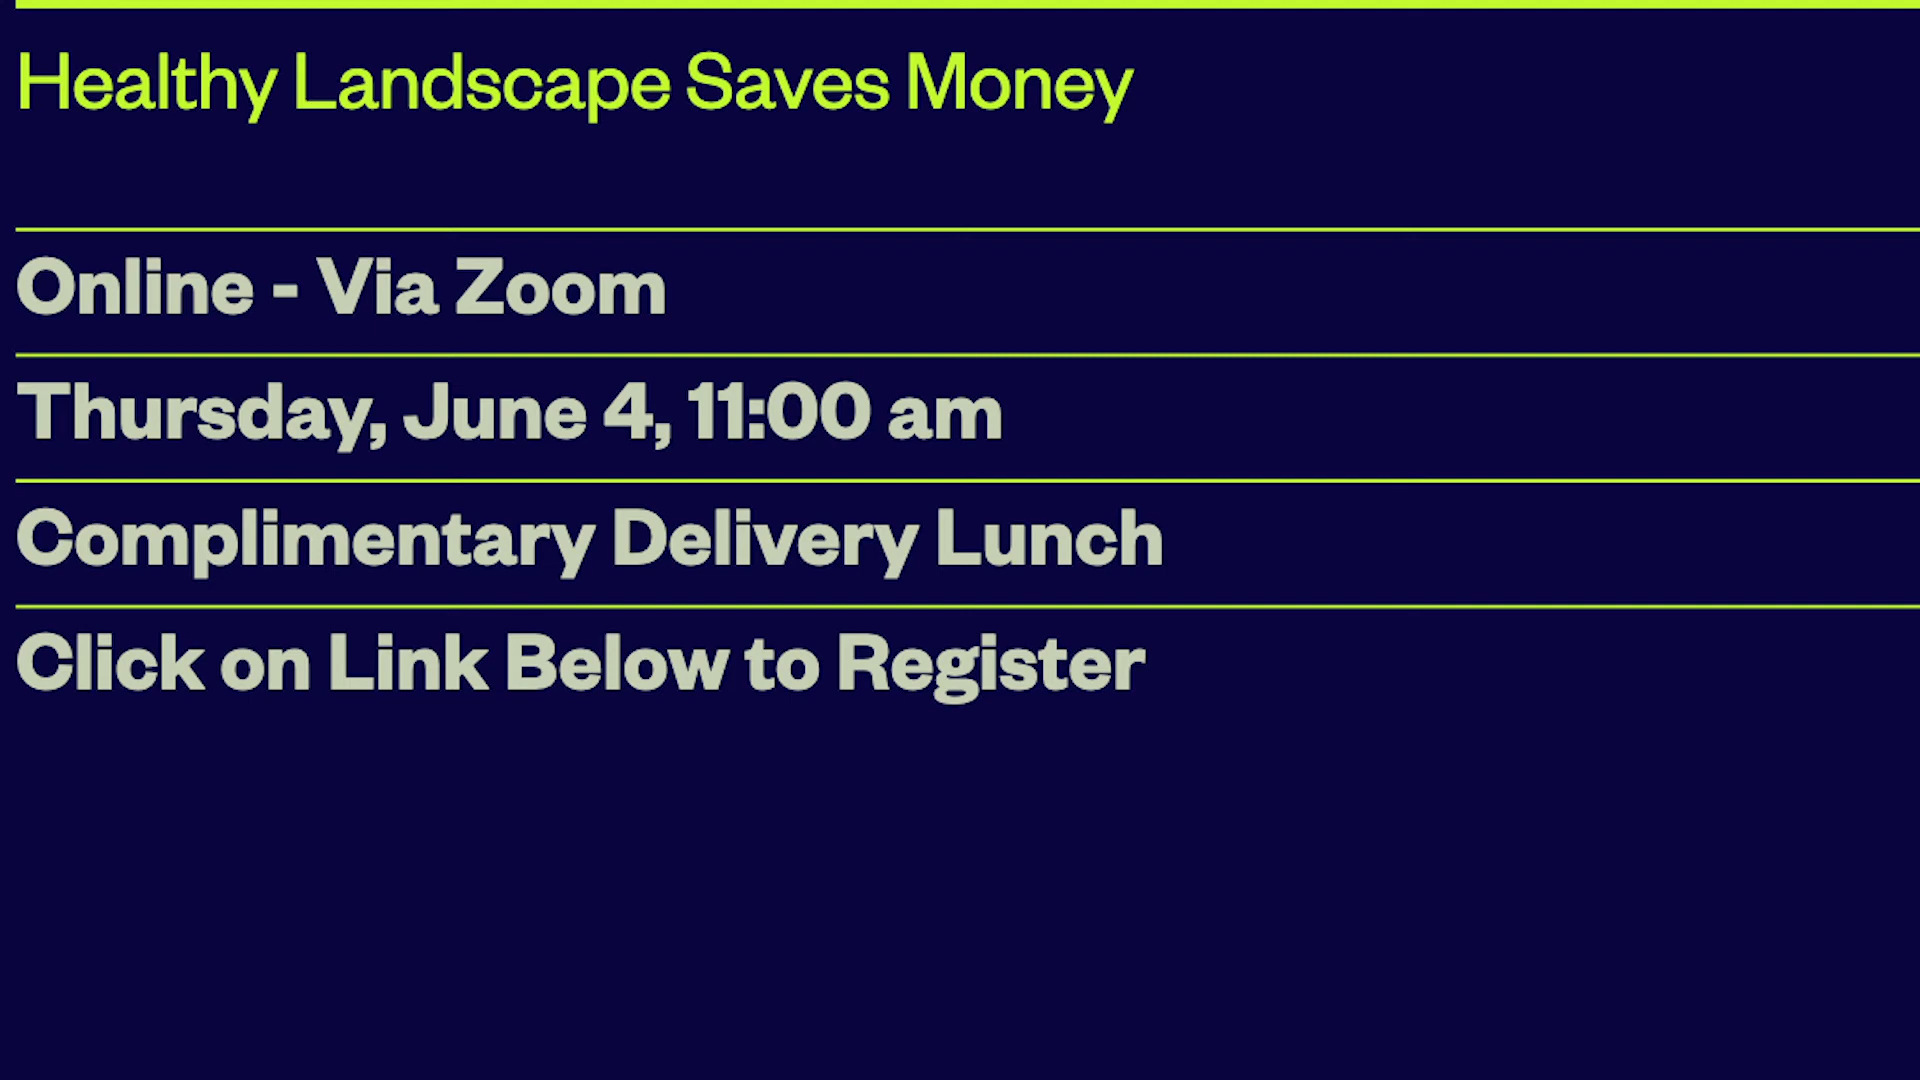 Healthy Landscape Saves Money
Online - Via Zoom
Thursday, June 4, 11:00 am
Complimentary Delivery Lunch
Click on Link Below to Register